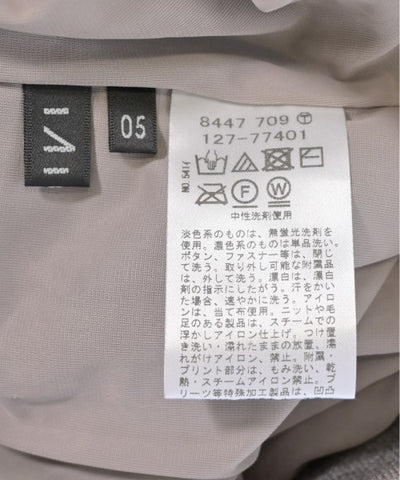 05
8447 709 Ⓣ
127-77401
NO.541イ
F
W
中性洗剤使用
淡色系のものは、無蛍光洗剤を
使用。濃色系のものは単品洗い。
ボタン、ファスナー等は、閉じ
て洗う。取り外し可能な附属品
は、外して洗う。漂白は、漂白
剤の指示にしたがう。汗をかい
た場合、速やかに洗う。アイロ
ンは、当て布使用。ニットや毛
足のある製品は、スチームでの
浮かしアイロン仕上げ。つけ置
き洗い・濡れたままの放置、濡
れがけアイロン、禁止。附属・
プリント部分は、もみ洗い、乾
熱・スチームアイロン禁止。プ
リーツ等特殊加工製品は、凹凸